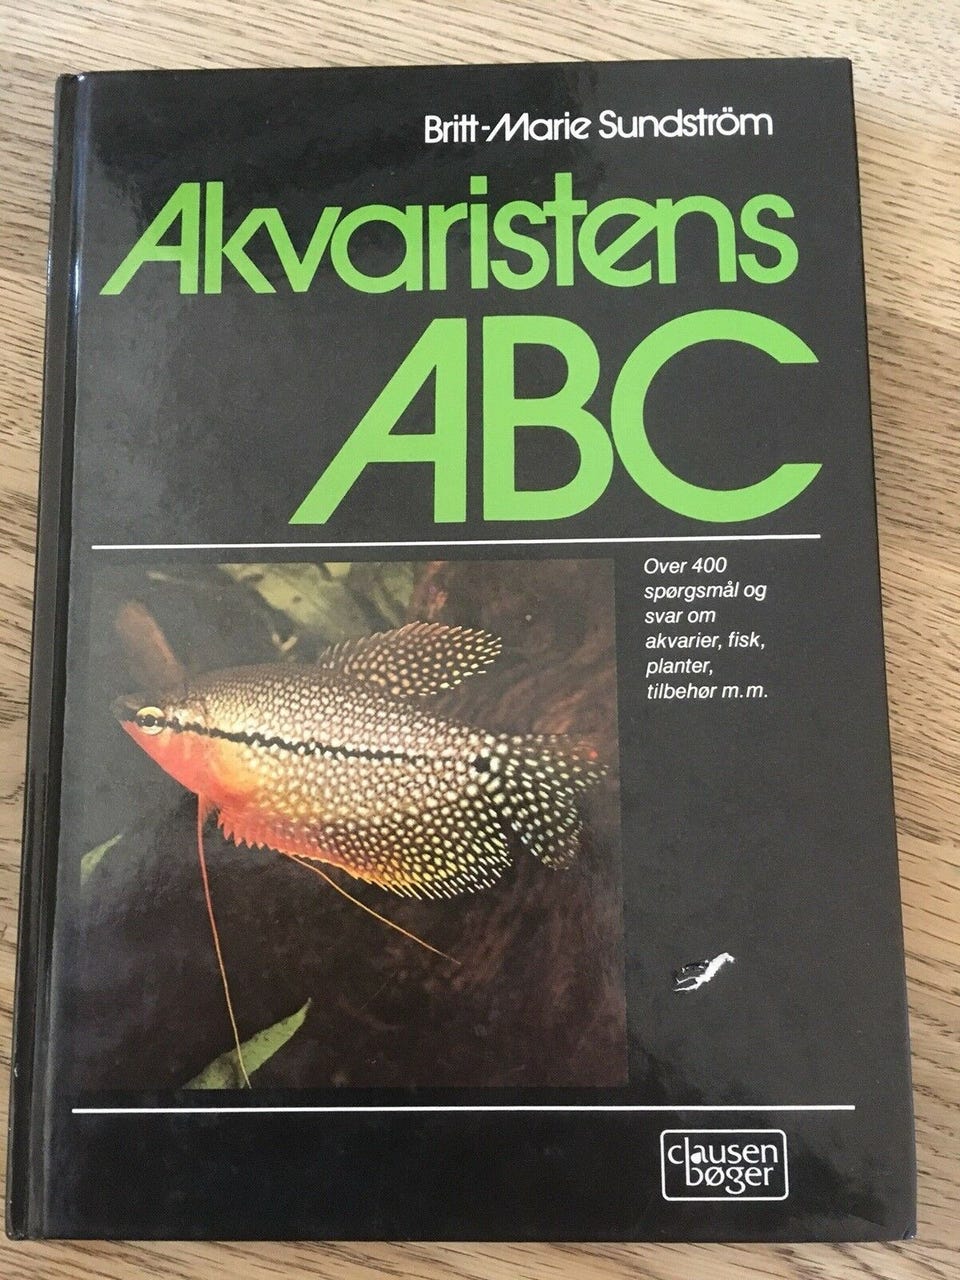 Britt-Marie Sundström
Akvaristens
ABC
Over 400
spørgsmål og
svar om
akvarier, fisk,
planter,
tilbehør m.m.
clausen
bøger